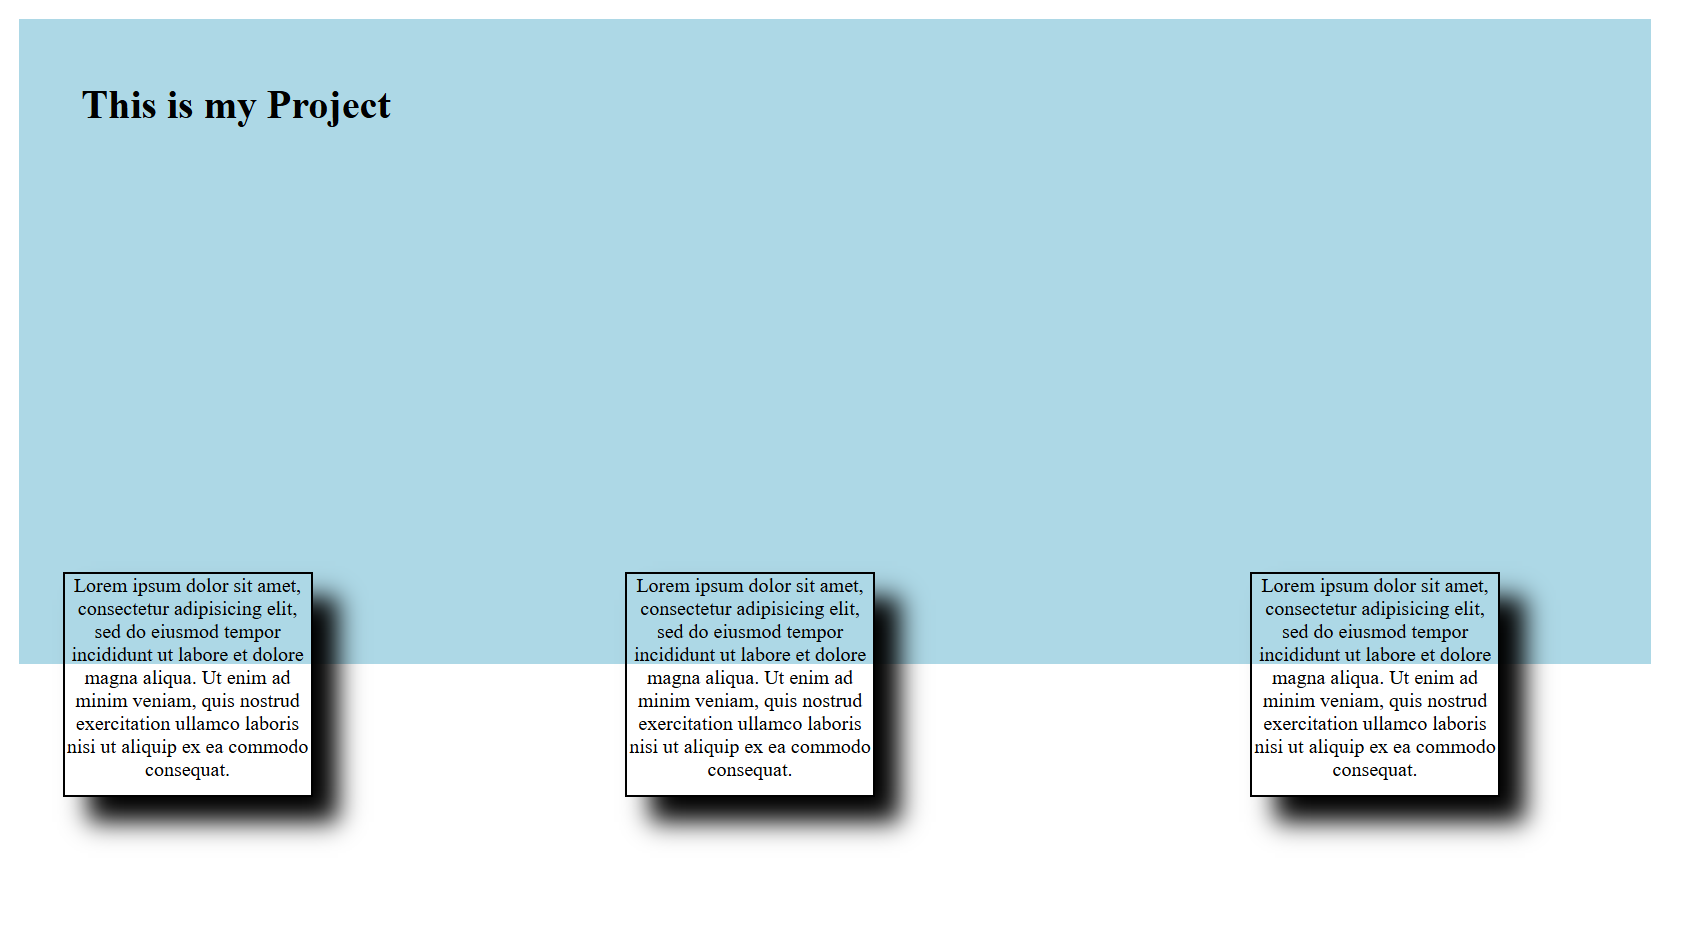 This is my Project
Lorem ipsum dolor sit amet,
consectetur adipisicing elit,
sed do eiusmod tempor
incididunt ut labore et dolore
magna aliqua. Ut enim ad
minim veniam, quis nostrud
exercitation ullamco laboris
nisi ut aliquip ex ea commodo
consequat.
Lorem ipsum dolor sit amet,
consectetur adipisicing elit,
sed do eiusmod tempor
incididunt ut labore et dolore
magna aliqua. Ut enim ad
minim veniam, quis nostrud
exercitation ullamco laboris
nisi ut aliquip ex ea commodo
consequat.
Lorem ipsum dolor sit amet,
consectetur adipisicing elit,
sed do eiusmod tempor
incididunt ut labore et dolore
magna aliqua. Ut enim ad
minim veniam, quis nostrud
exercitation ullamco laboris
nisi ut aliquip ex ea commodo
consequat.